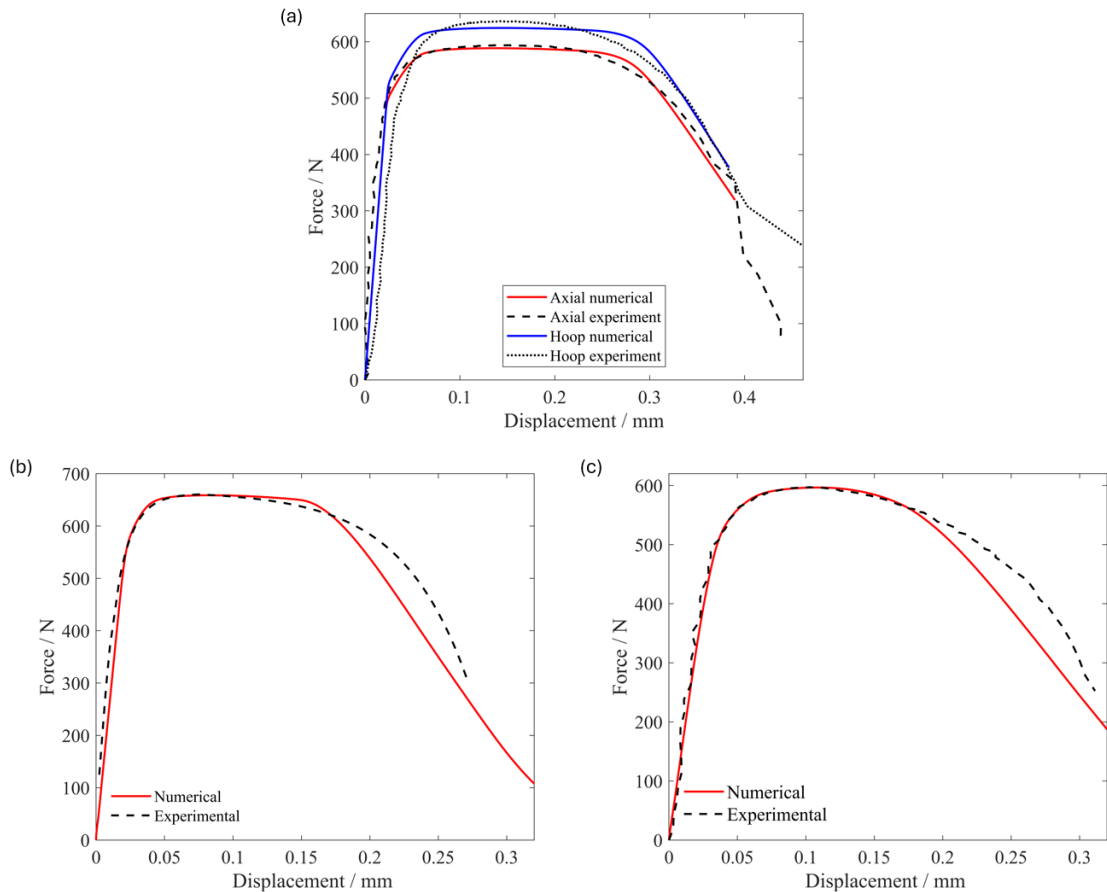 (a)
600
500
400
300
200
100
0
Force / N
Axial numerical
Axial experiment
Hoop numerical
Hoop experiment
0 0.1 0.2 0.3 0.4
Displacement / mm
(b)
700
600
500
400
300
200
100
0
Force / N
Numerical
Experimental
0 0.05 0.1 0.15 0.2 0.25 0.3
Displacement / mm
(c)
600
500
400
300
200
100
0
Force / N
Numerical
Experimental
0 0.05 0.1 0.15 0.2 0.25 0.3
Displacement / mm